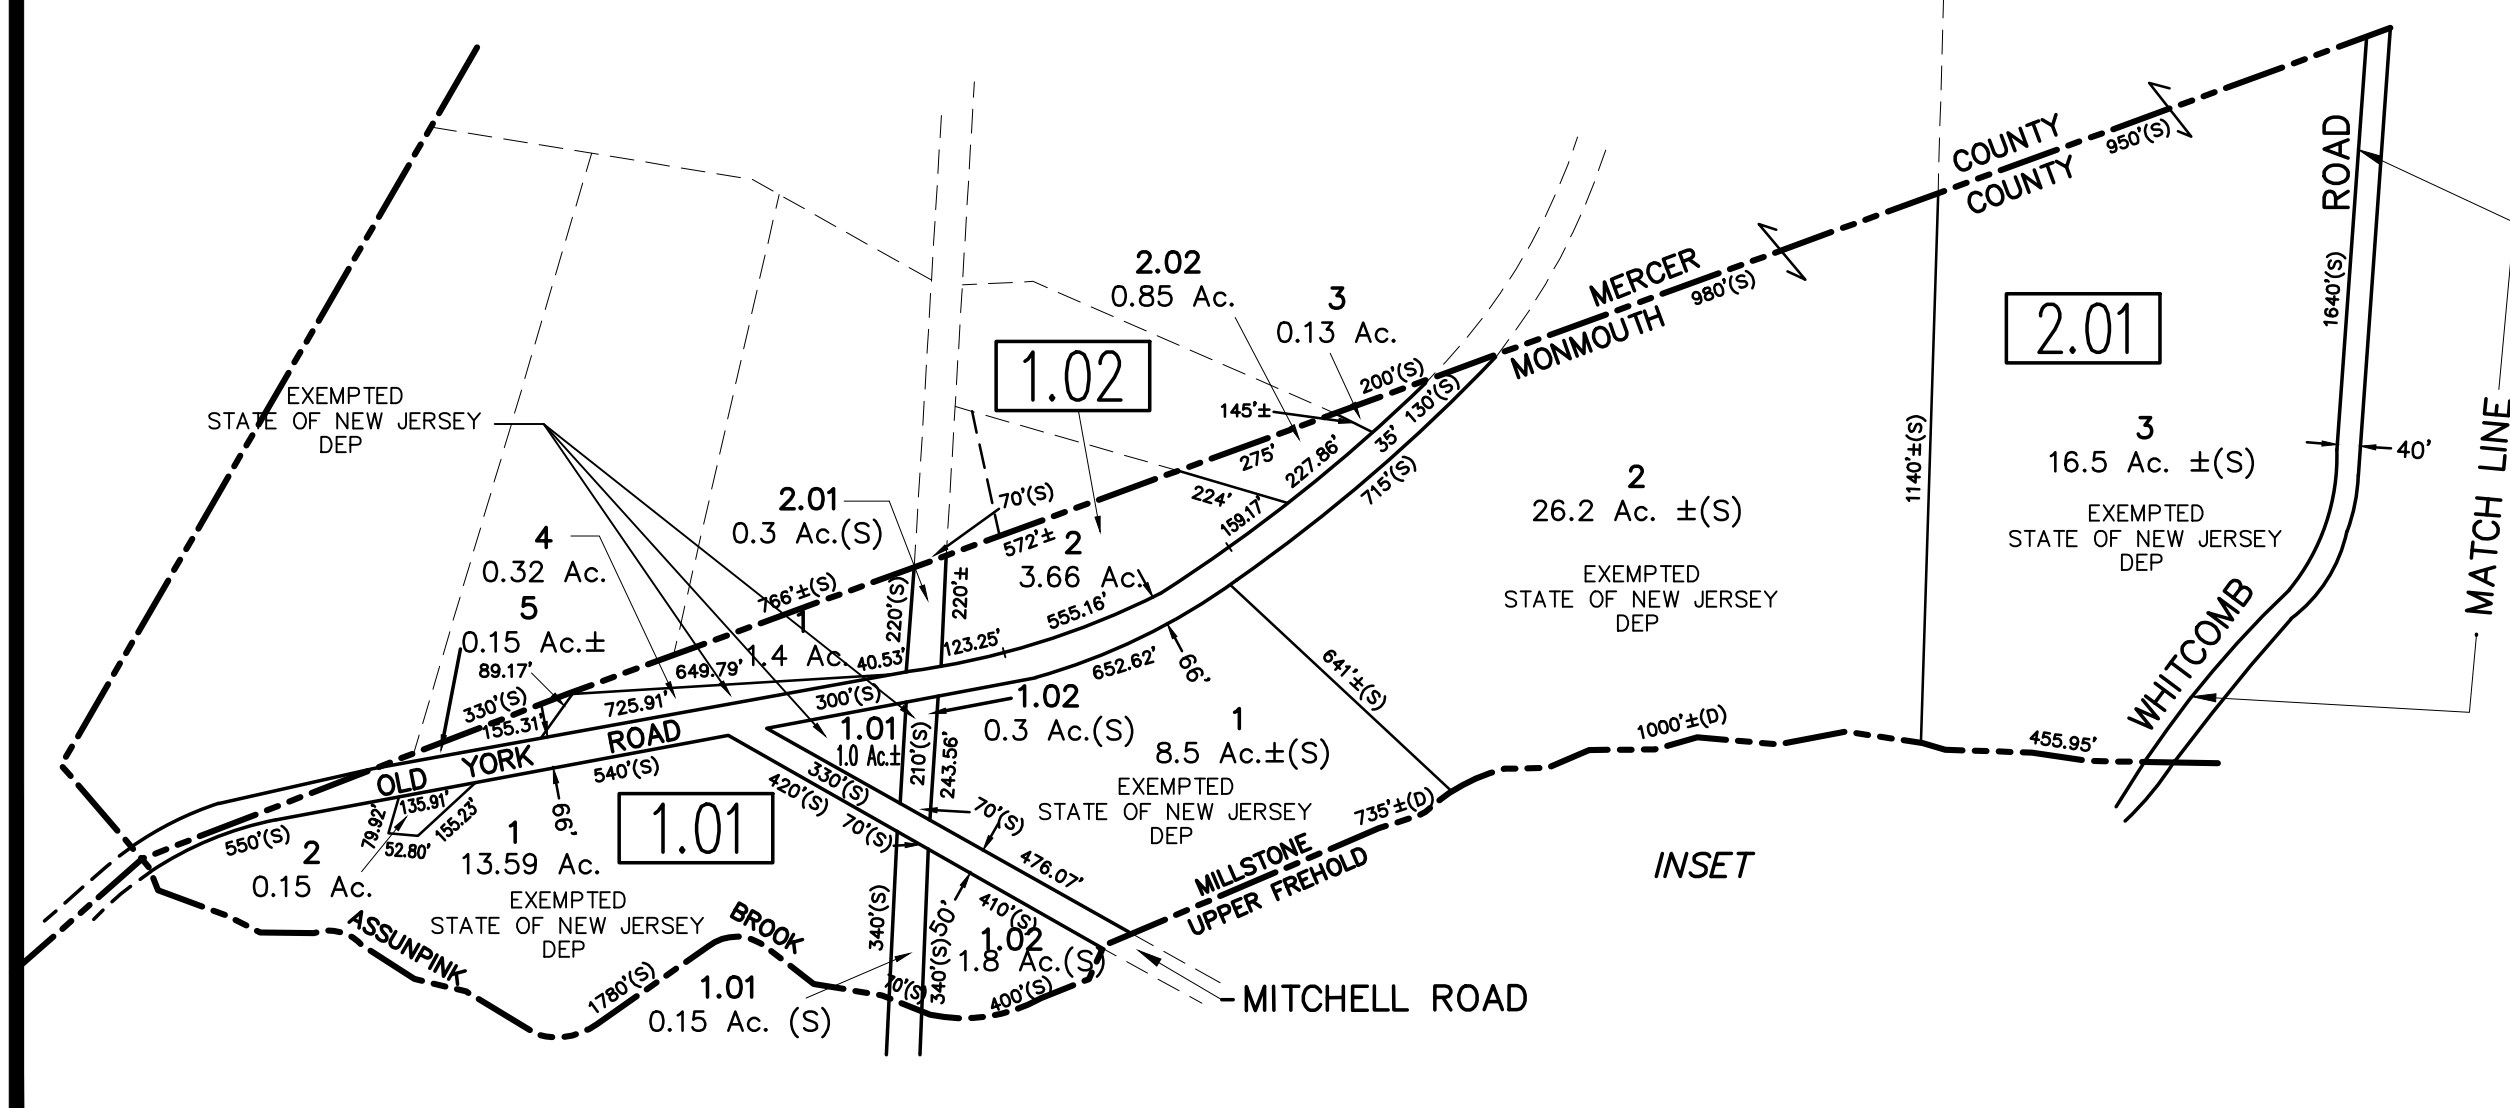 COUNTY
COUNTY
950'(S)
ROAD
MERCER
MONMOUTH
980'(S)
2.02
0.85 Ac.
3
0.13 Ac.
1.02
2.01
1640'(S)
200'(S)
130'(S)
145'±
35'
275'
227.86'
715'(S)
224'
159.17'
EXEMPTED
STATE OF NEW JERSEY
DEP
2
26.2 Ac. ±(S)
EXEMPTED
STATE OF NEW JERSEY
DEP
1140'±(S)
3
16.5 Ac. ±(S)
EXEMPTED
STATE OF NEW JERSEY
DEP
40'
MATCH LINE
2.01
0.3 Ac.(S)
70'(S)
572'±
2
3.66 Ac.
4
0.32 Ac.
5
0.15 Ac.±
89.17'
766'±(S)
220'(S)
220'±
555.16'
123.25'
1
1.4 Ac.
40.53'
649.79'
330'(S)
155.31'
725.91'
300'(S)
652.62'
66'
641'±(S)
WHITCOMB
OLD YORK ROAD
540'(S)
1.01
1.0 Ac.±
1.02
0.3 Ac.(S)
1
8.5 Ac.±(S)
EXEMPTED
STATE OF NEW JERSEY
DEP
210'(S)
243.56'
330'(S)
420'(S)
70'(S)
70'(S)
1000'±(D)
455.95'
735'±(D)
550'(S)
79.92'
135.91'
52.80'
155.23'
66'
1.01
2
0.15 Ac.
1
13.59 Ac.
EXEMPTED
STATE OF NEW JERSEY
DEP
476.07'
MILLSTONE
UPPER FREHOLD
INSET
340'(S)
50'
410'(S)
1.02
1.8 Ac.(S)
340'(S)
70'(S)
400'(S)
ASSUNPINK
BROOK
1780'(S)
1.01
0.15 Ac. (S)
MITCHELL ROAD